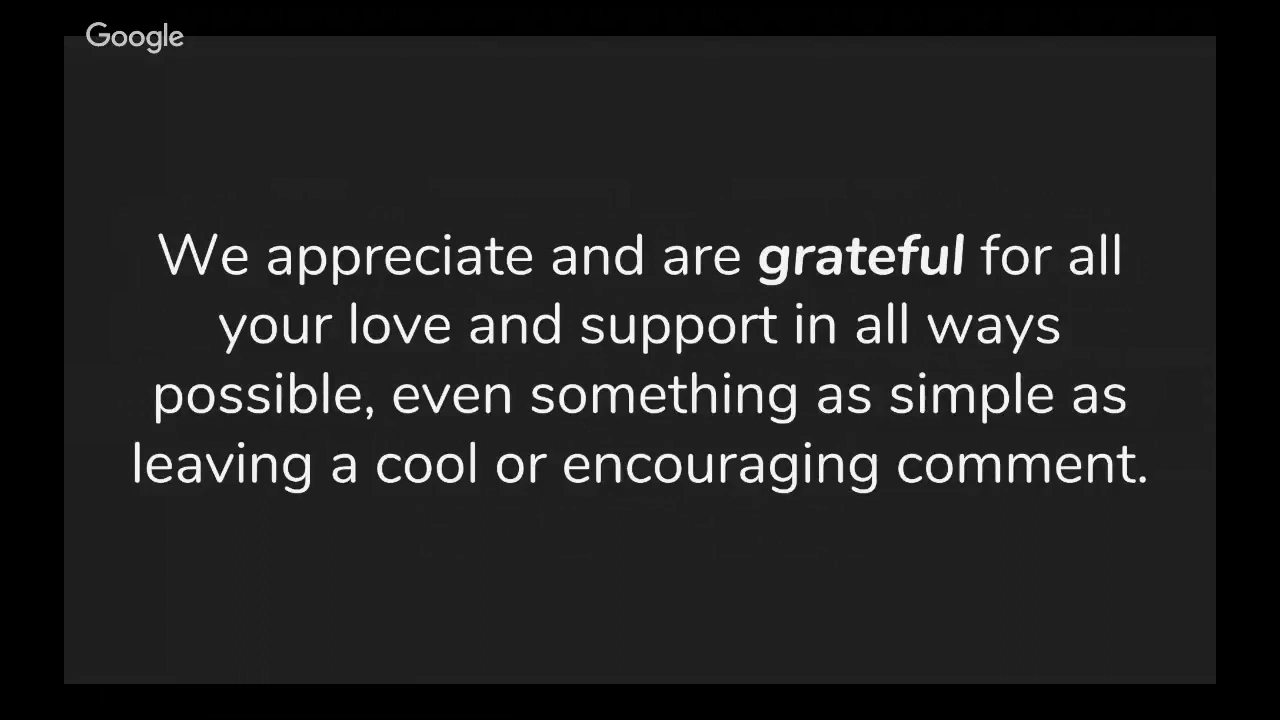 Google
We appreciate and are grateful for all
your love and support in all ways
possible, even something as simple as
leaving a cool or encouraging comment.